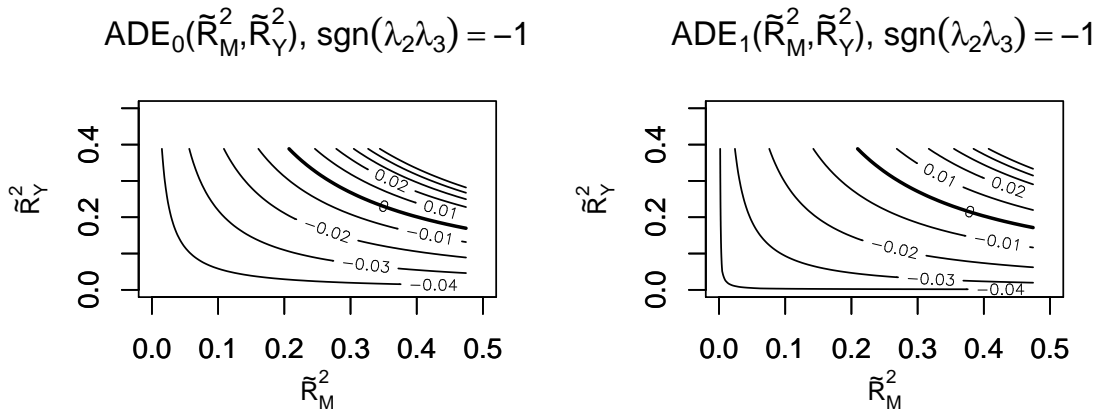 ADE₀(R̃²_M,R̃²_Y), sgn(λ₂λ₃) = −1
0.4
0.2
0.0
R̃²_Y
0.02
0.01
0
−0.01
−0.02
−0.03
−0.04
0.0 0.1 0.2 0.3 0.4 0.5
R̃²_M
ADE₁(R̃²_M,R̃²_Y), sgn(λ₂λ₃) = −1
0.4
0.2
0.0
R̃²_Y
0.02
0.01
0
−0.01
−0.02
−0.03
−0.04
0.0 0.1 0.2 0.3 0.4 0.5
R̃²_M